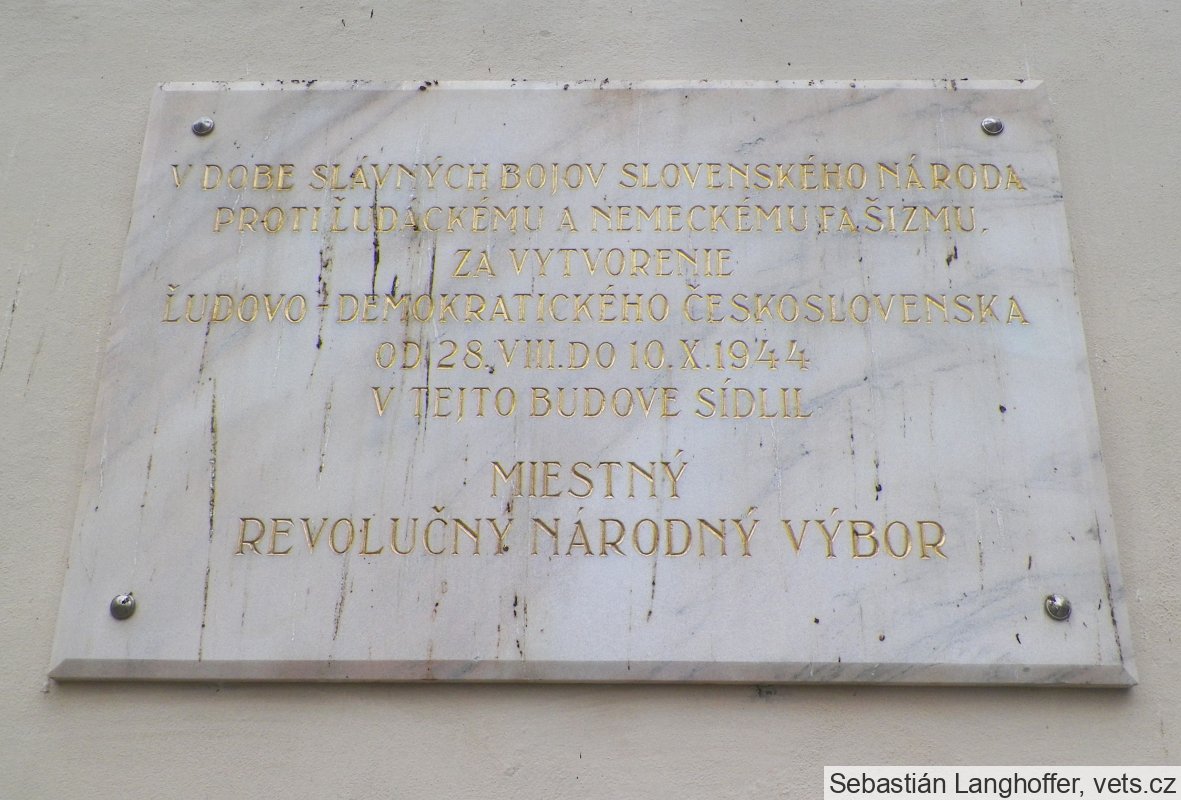 V DOBE SLÁVNÝCH BOJOV SLOVENSKÉHO NÁRODA
PROTI ĽUDÁCKÉMU A NEMECKÉMU FAŠIZMU,
ZA VYTVORENIE
ĽUDOVO-DEMOKRATICKÉHO ČESKOSLOVENSKA
OD 28.VIII.DO 10.X.1944
V TEJTO BUDOVE SÍDLIL
MIESTNÝ
REVOLUČNÝ NÁRODNÝ VÝBOR
Sebastián Langhoffer, vets.cz